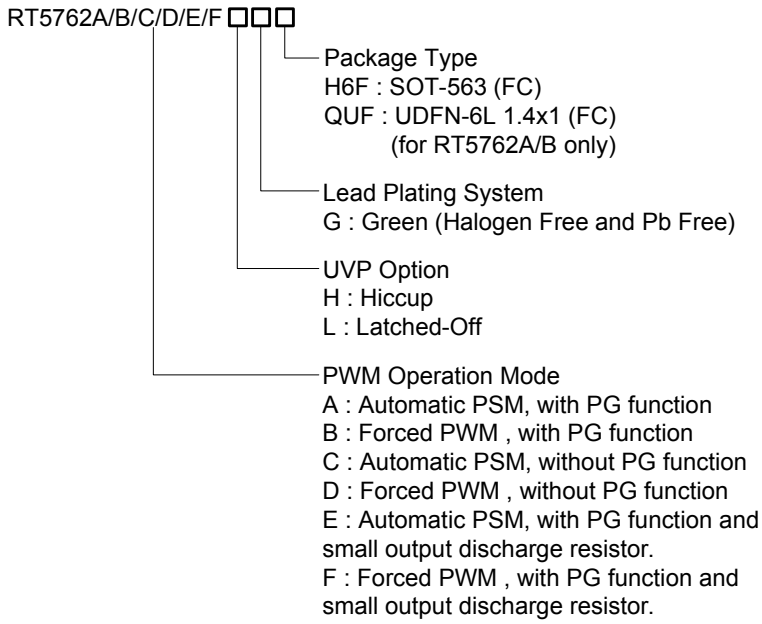 RT5762A/B/C/D/E/F
Package Type
H6F : SOT-563 (FC)
QUF : UDFN-6L 1.4x1 (FC)
(for RT5762A/B only)
Lead Plating System
G : Green (Halogen Free and Pb Free)
UVP Option
H : Hiccup
L : Latched-Off
PWM Operation Mode
A : Automatic PSM, with PG function
B : Forced PWM , with PG function
C : Automatic PSM, without PG function
D : Forced PWM , without PG function
E : Automatic PSM, with PG function and
small output discharge resistor.
F : Forced PWM , with PG function and
small output discharge resistor.